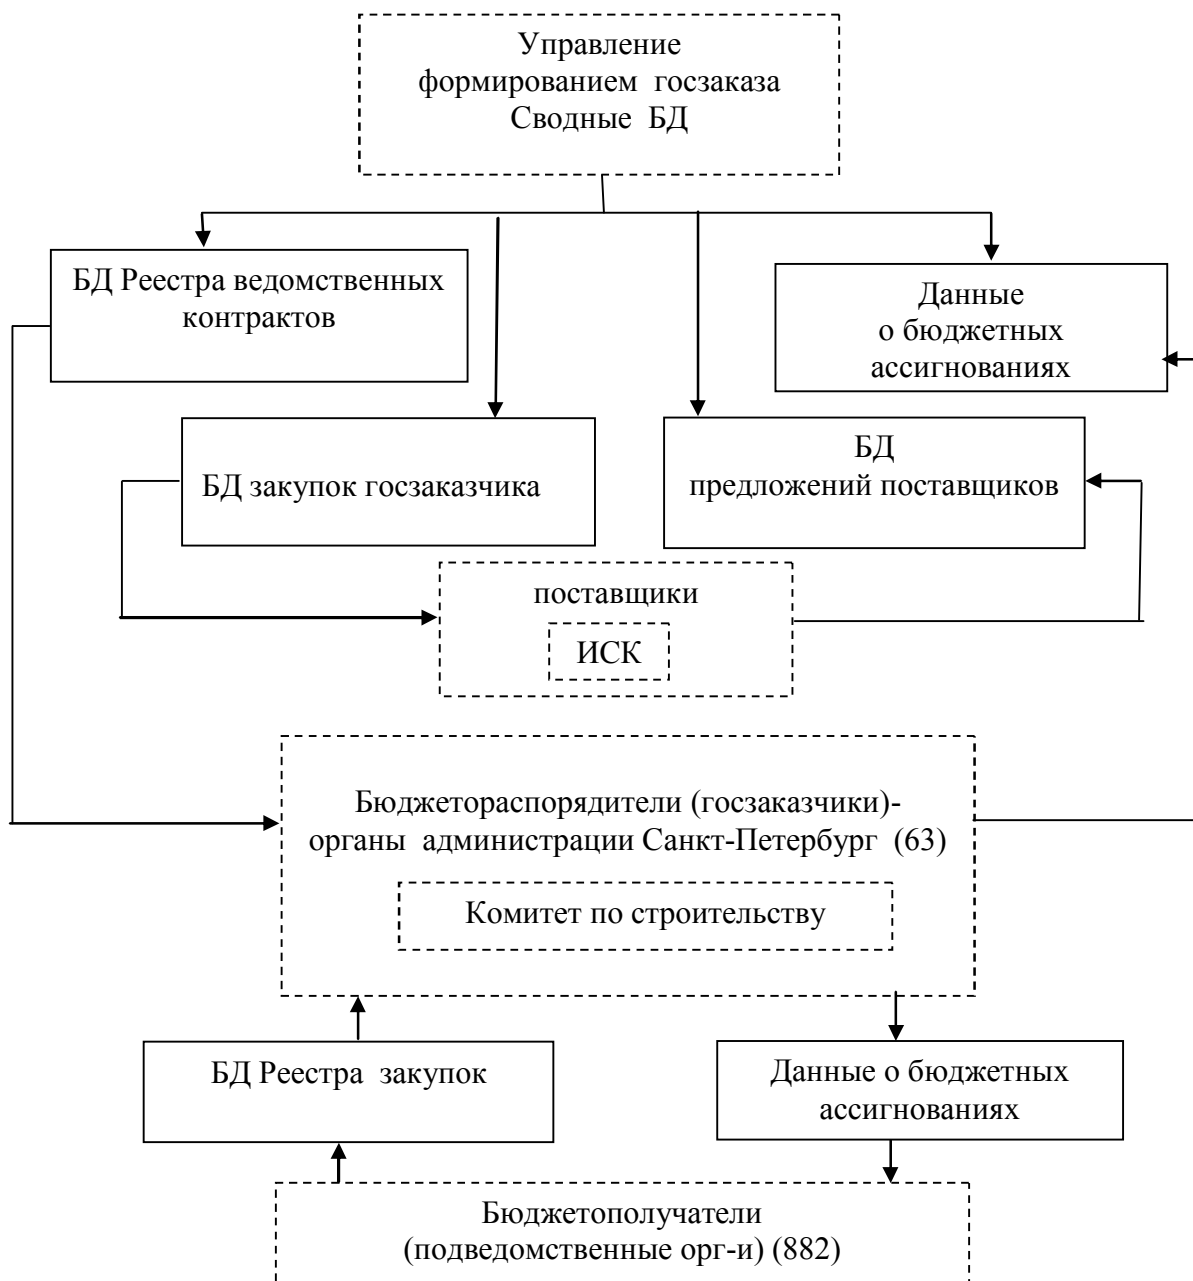 Управление
формированием госзаказа
Сводные БД
БД Реестра ведомственных
контрактов
Данные
о бюджетных
ассигнованиях
БД закупок госзаказчика
БД
предложений поставщиков
поставщики
ИСК
Бюджетораспорядители (госзаказчики)-
органы администрации Санкт-Петербург (63)
Комитет по строительству
БД Реестра закупок
Данные о бюджетных
ассигнованиях
Бюджетополучатели
(подведомственные орг-и) (882)